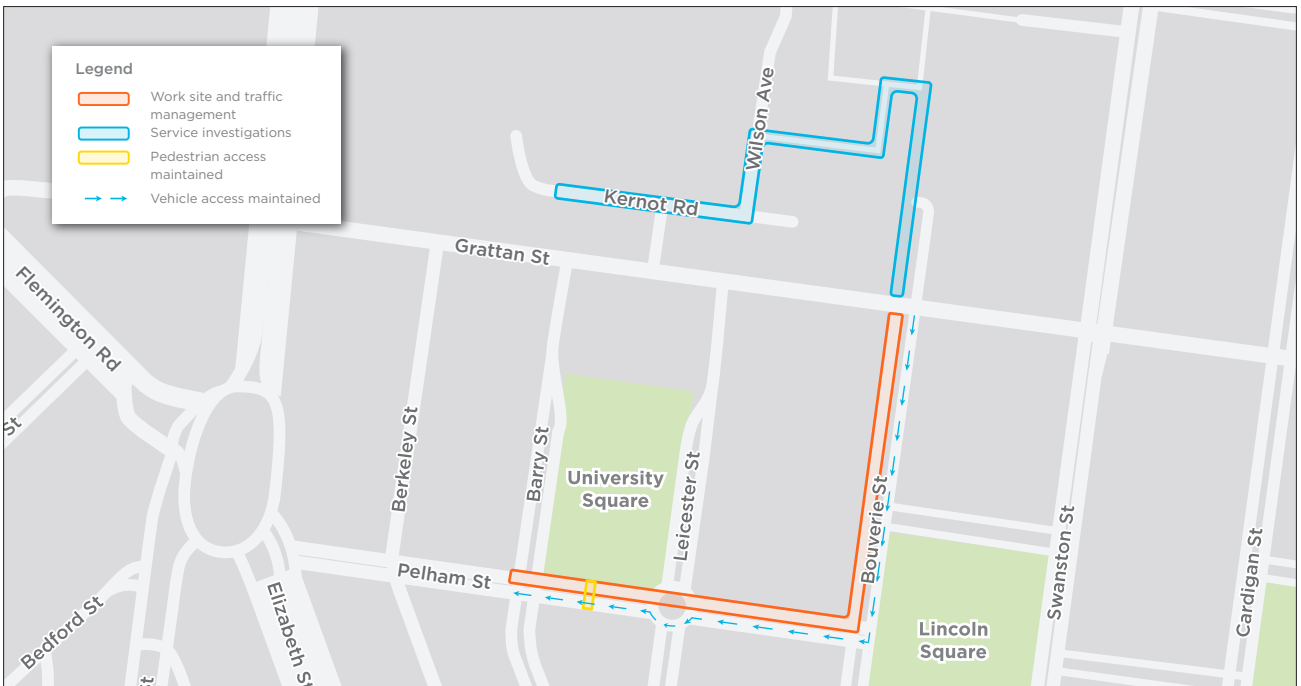 Legend
Work site and traffic
management
Service investigations
Pedestrian access
maintained
Vehicle access maintained
Wilson Ave
Kernot Rd
Grattan St
Flemington Rd
St
Berkeley St
Barry St
University
Square
Leicester St
Bouverie St
Swanston St
Cardigan St
Pelham St
Elizabeth St
Bedford St
Lincoln
Square
St